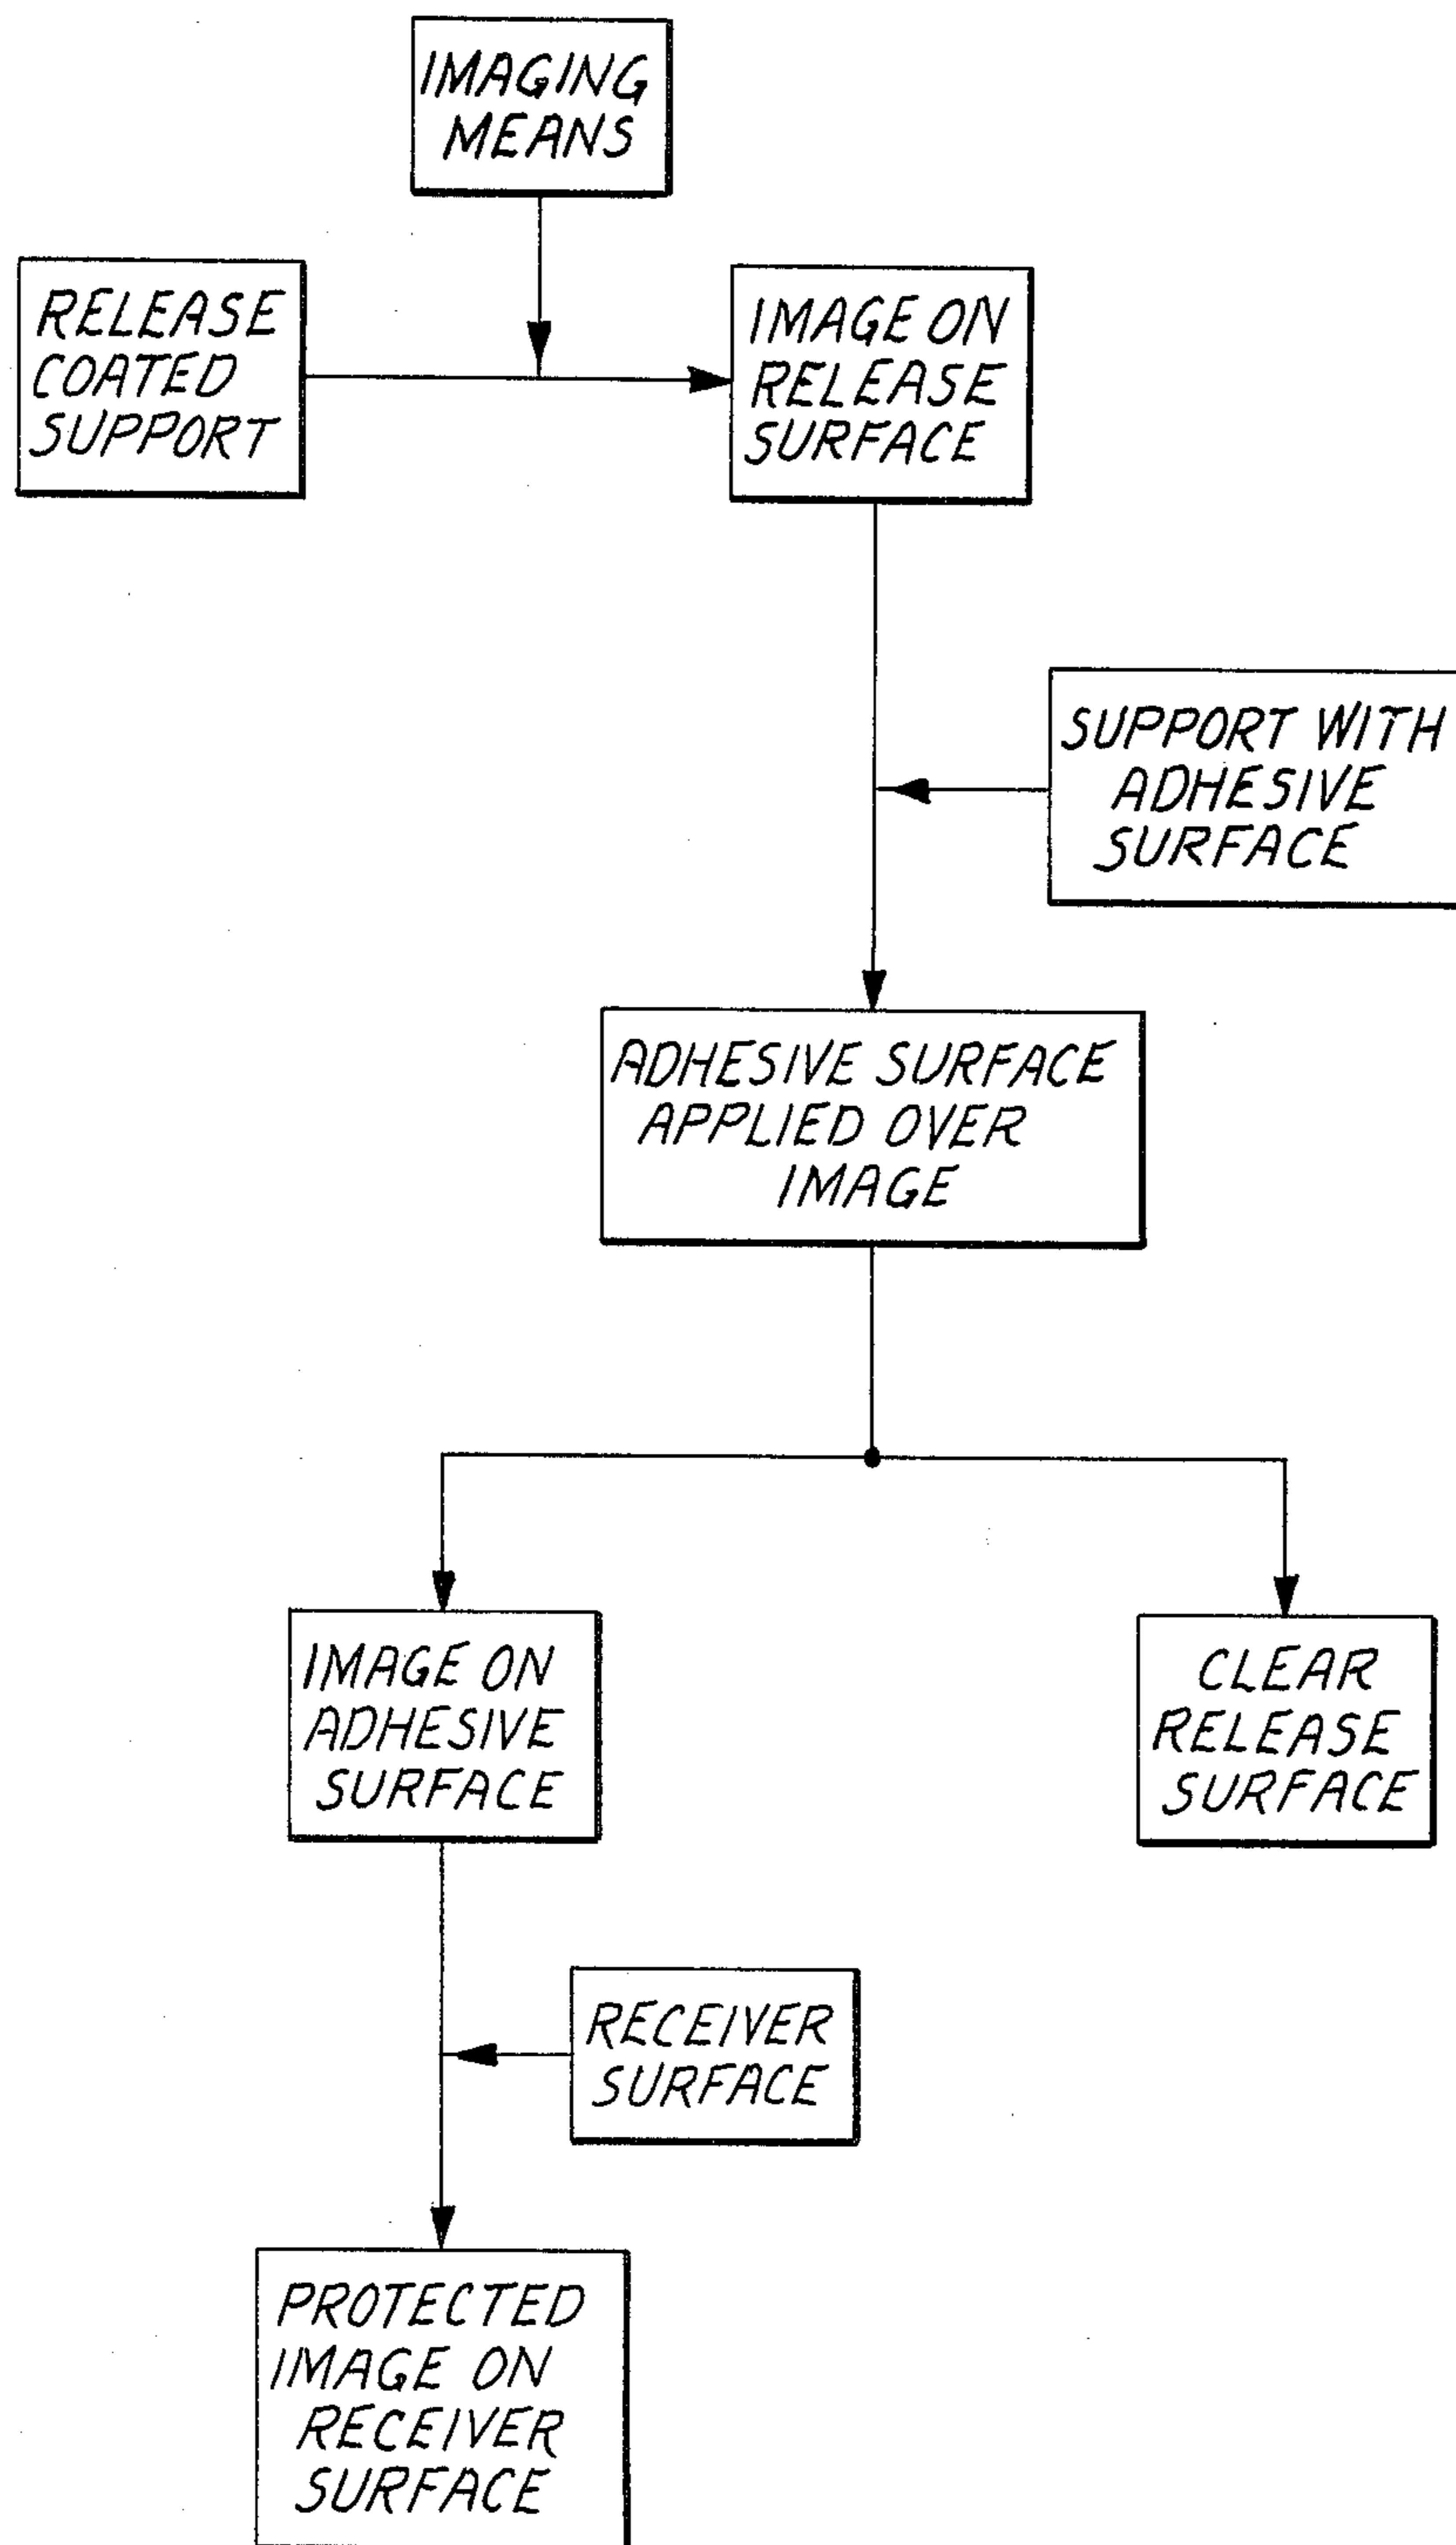 IMAGING
MEANS
RELEASE
COATED
SUPPORT
IMAGE ON
RELEASE
SURFACE
SUPPORT WITH
ADHESIVE
SURFACE
ADHESIVE SURFACE
APPLIED OVER
IMAGE
IMAGE ON
ADHESIVE
SURFACE
CLEAR
RELEASE
SURFACE
RECEIVER
SURFACE
PROTECTED
IMAGE ON
RECEIVER
SURFACE